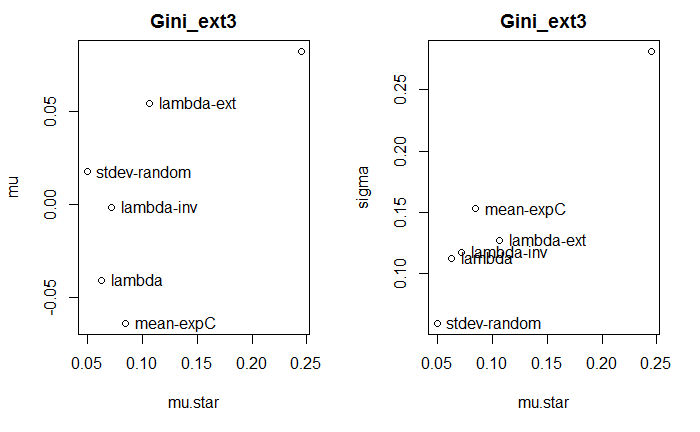 Gini_ext3
mu
0.05
0.00
-0.05
lambda-ext
stdev-random
lambda-inv
lambda
mean-expC
0.05 0.10 0.15 0.20 0.25
mu.star
Gini_ext3
sigma
0.25
0.20
0.15
0.10
mean-expC
lambda-ext
lambda-inv
lambda
stdev-random
0.05 0.10 0.15 0.20 0.25
mu.star